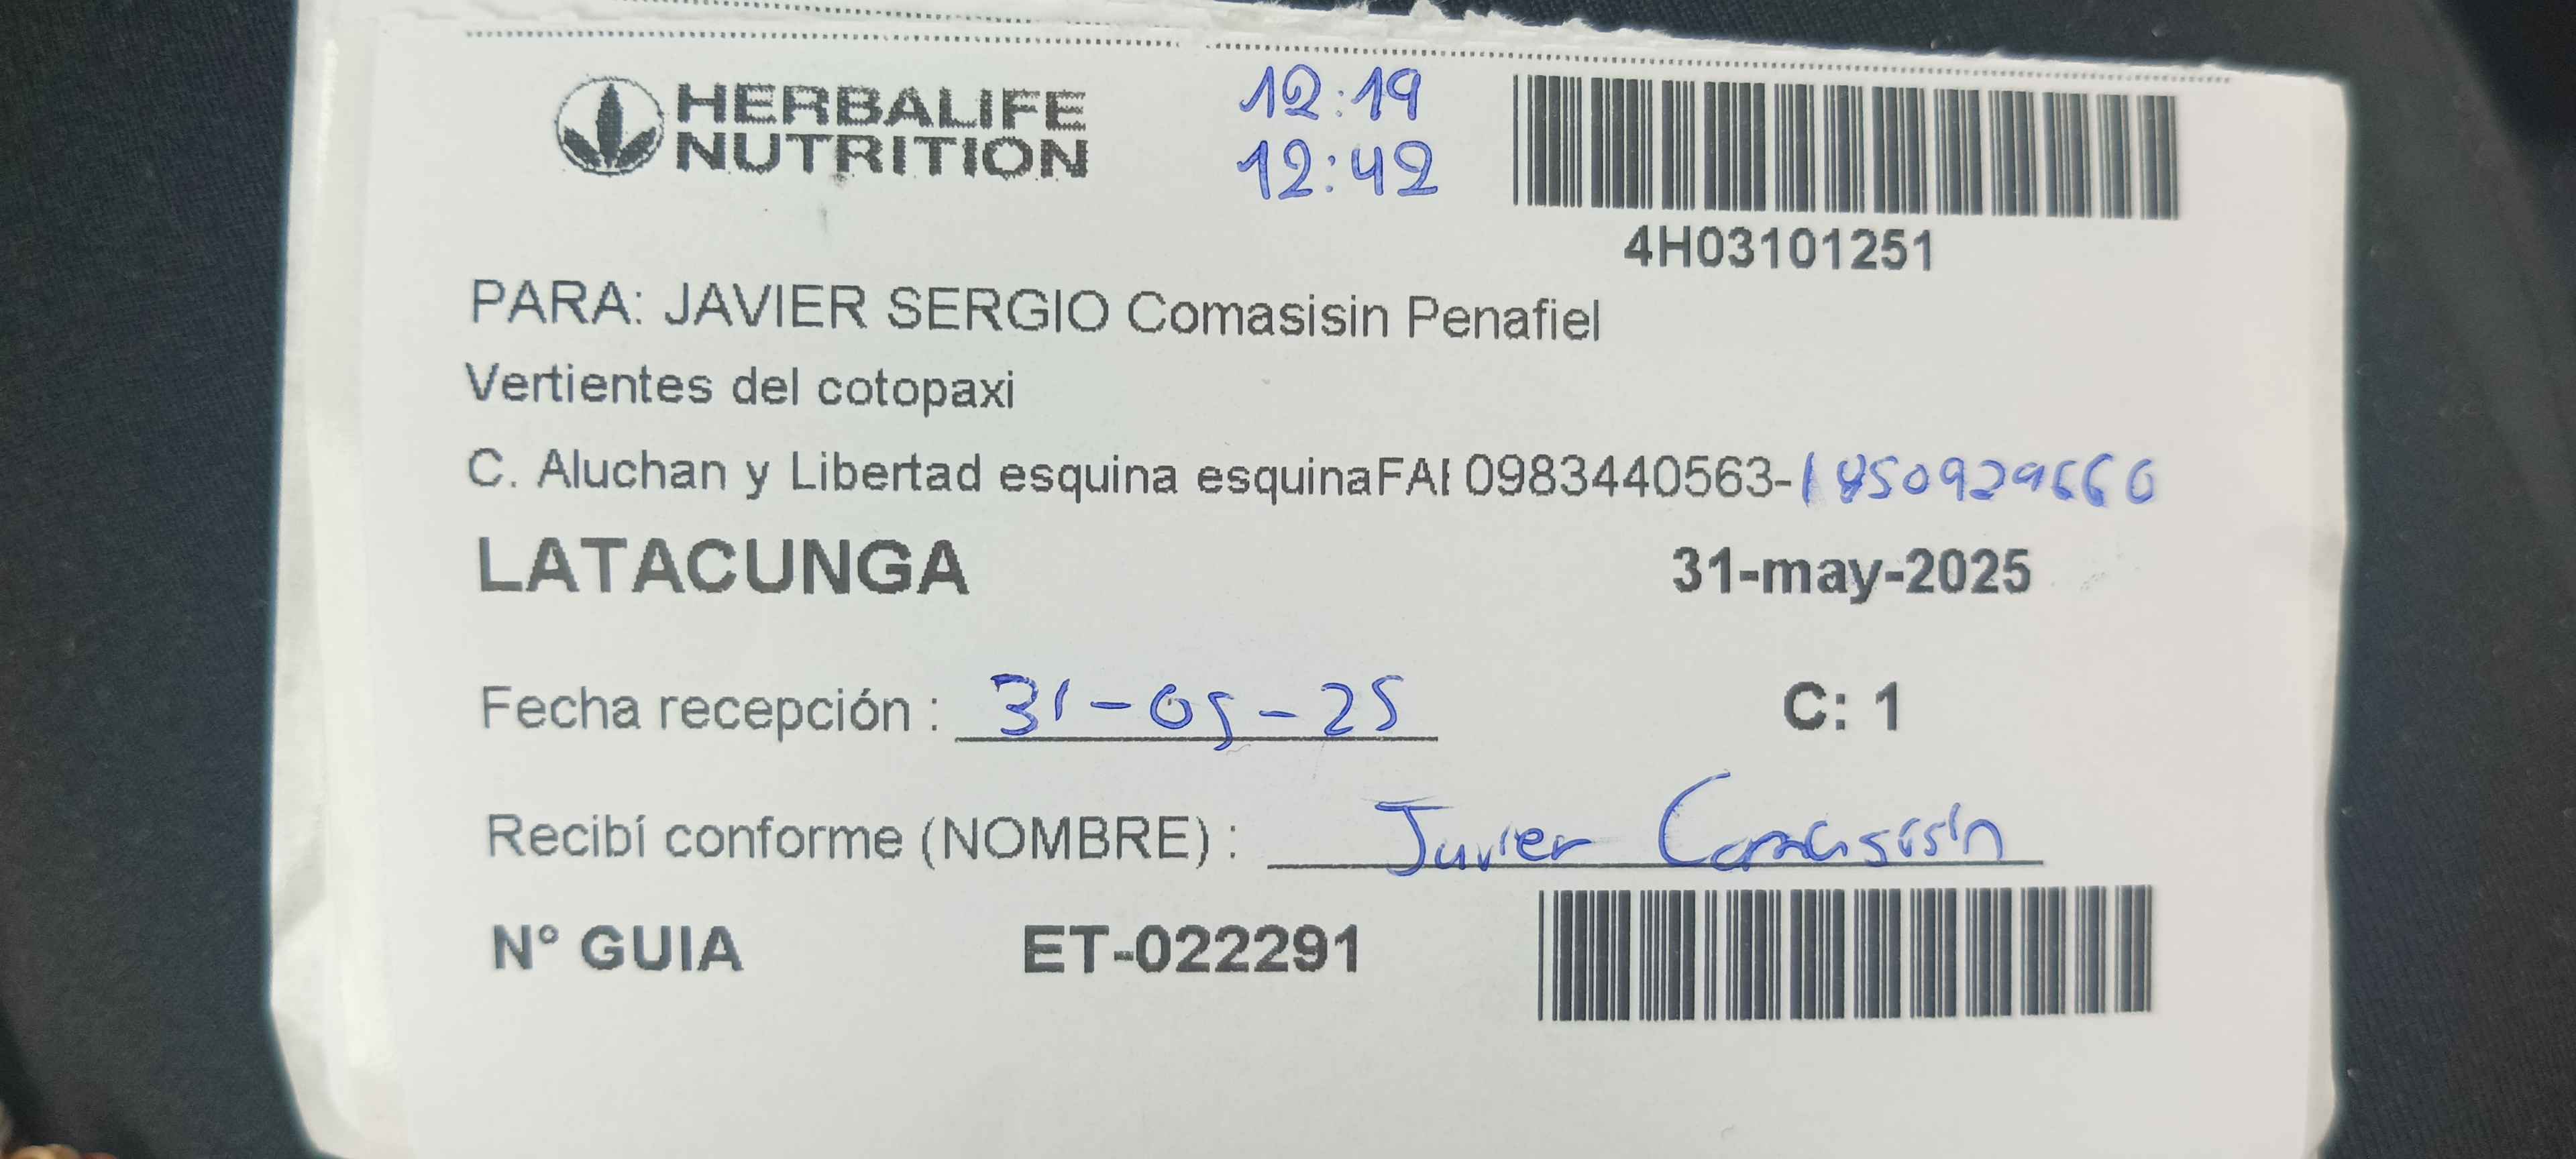 HERBALIFE
NUTRITION
12:19
12:42
4H03101251
PARA: JAVIER SERGIO Comasisin Penafiel
Vertientes del cotopaxi
C. Aluchan y Libertad esquina esquinaFAI 0983440563-1850929660
LATACUNGA 31-may-2025
Fecha recepción : 31-05-25 C: 1
Recibí conforme (NOMBRE) : Javier Comasisin
N° GUIA ET-022291